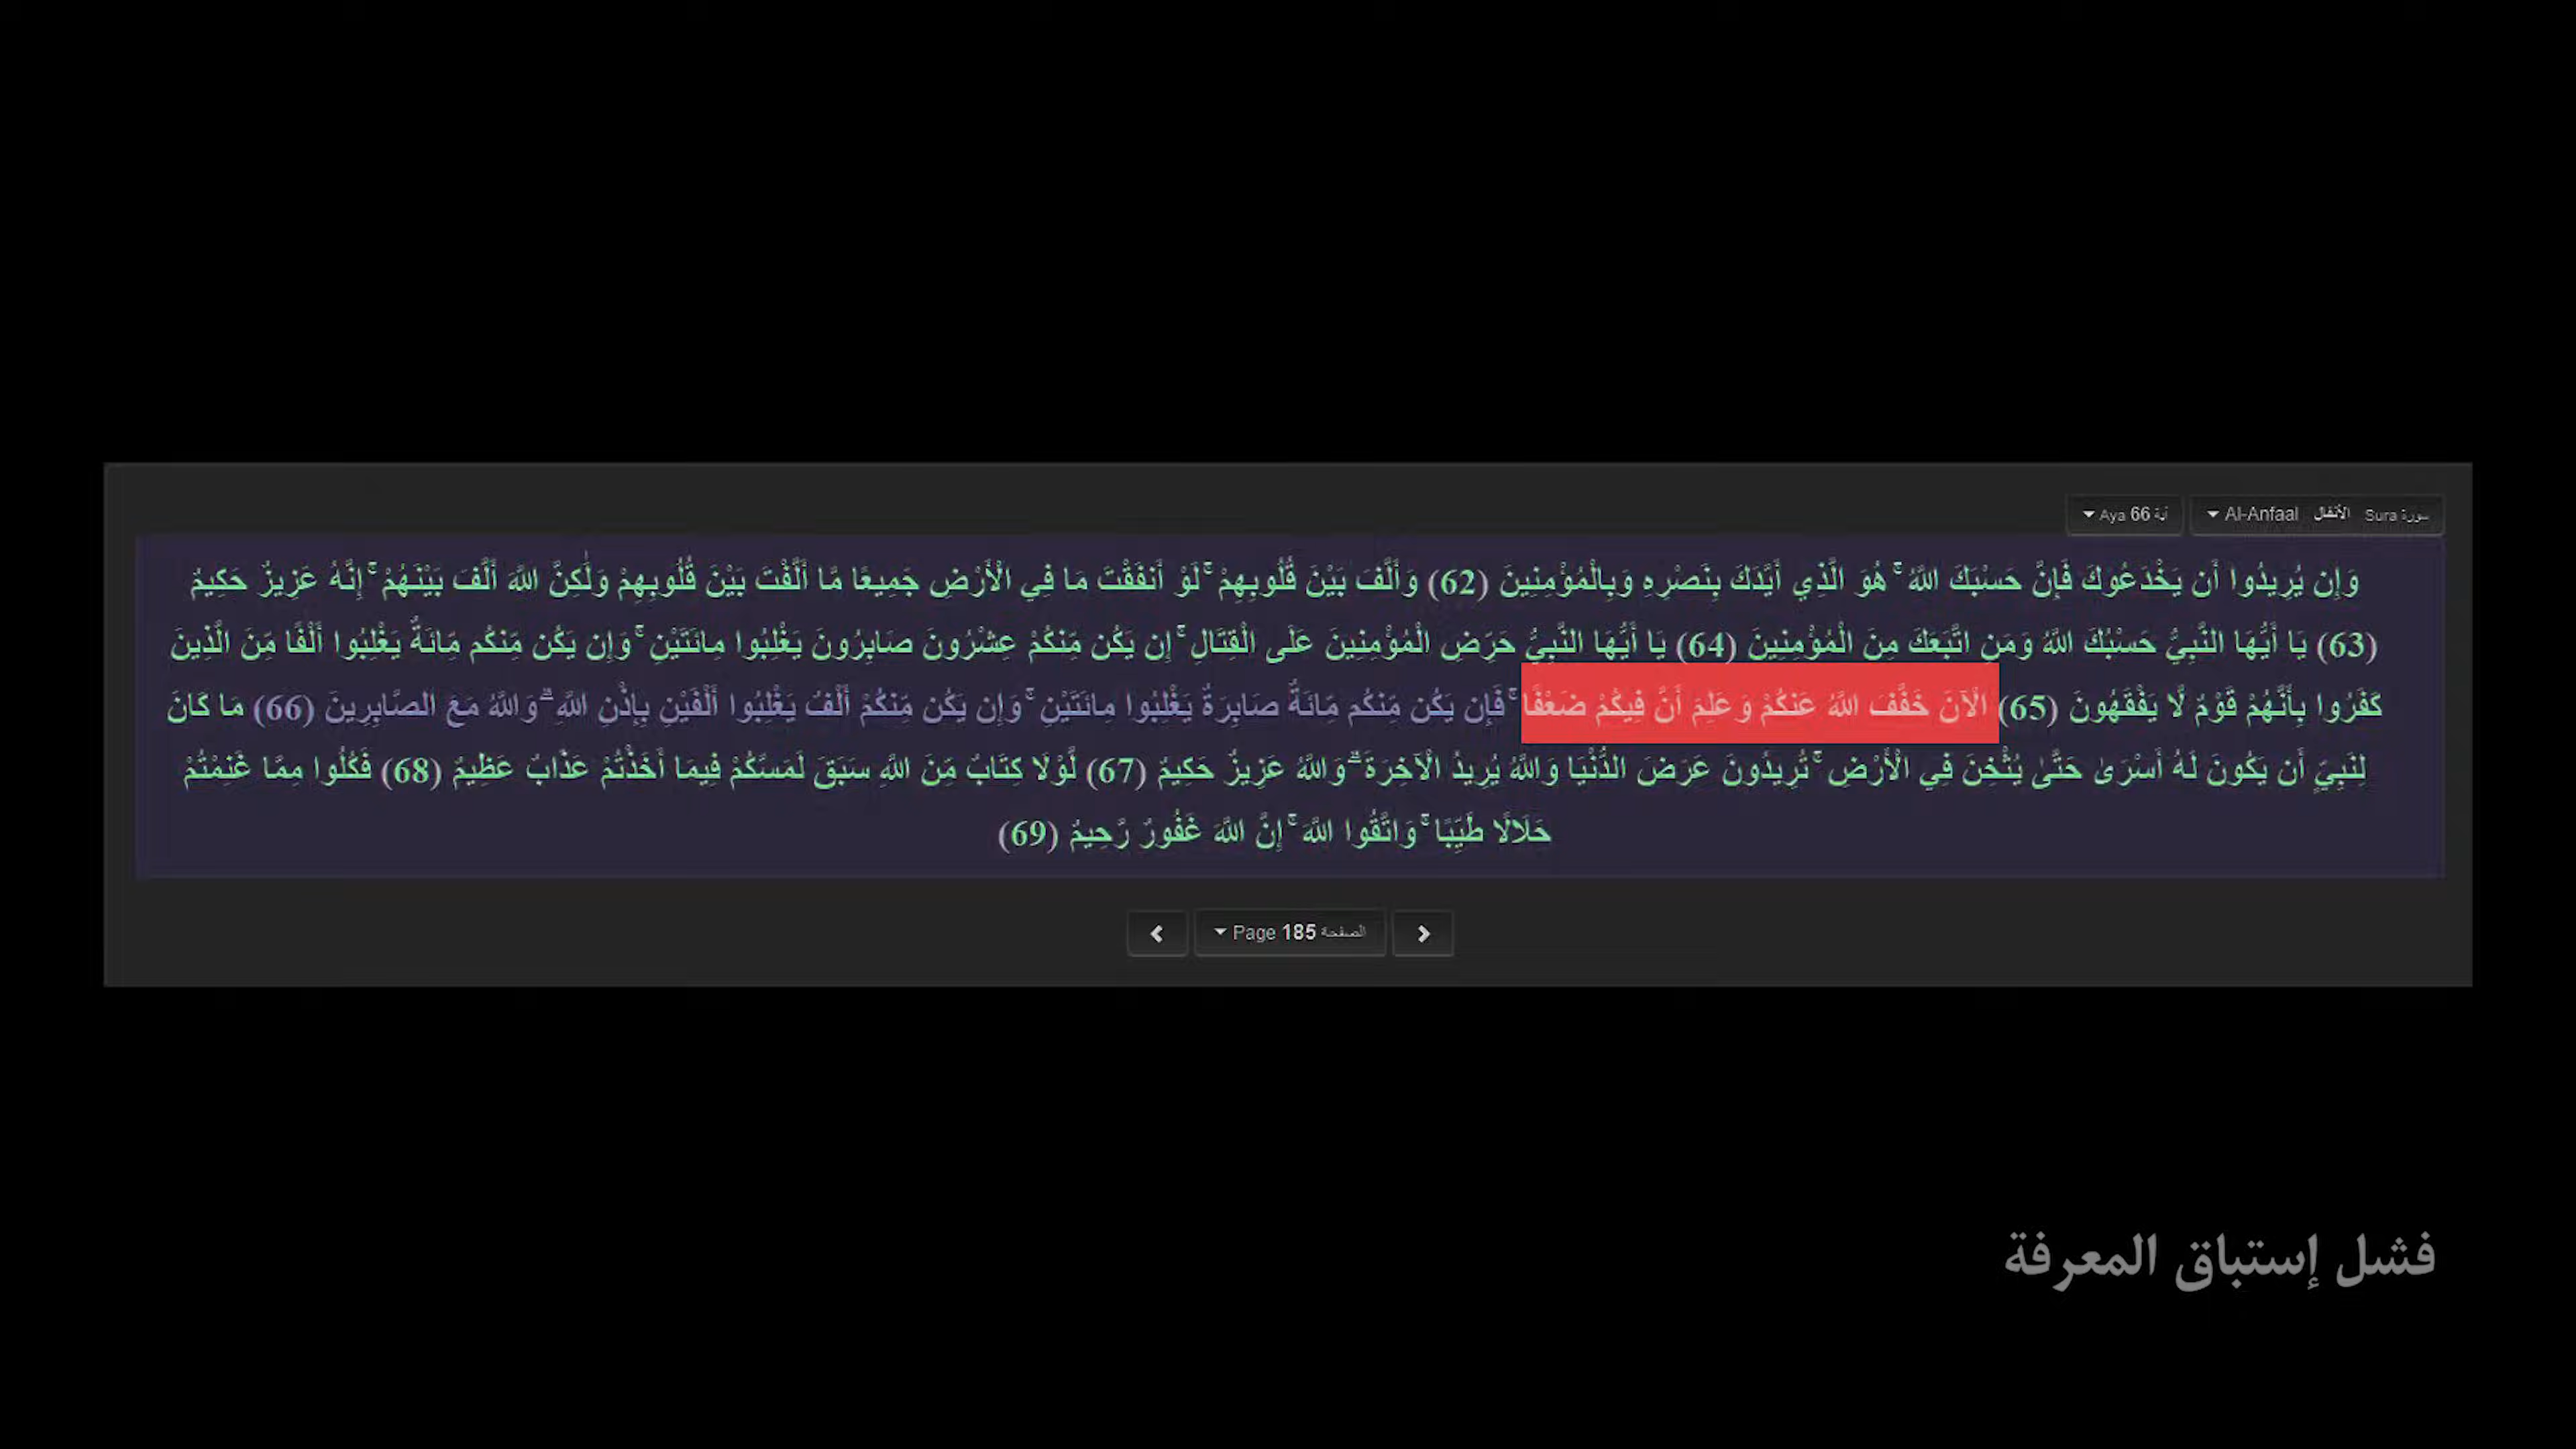 سورة Sura الأنفال Al-Anfaal آية 66 Aya
وَإِن يُرِيدُوا أَن يَخْدَعُوكَ فَإِنَّ حَسْبَكَ اللَّهُ ۚ هُوَ الَّذِي أَيَّدَكَ بِنَصْرِهِ وَبِالْمُؤْمِنِينَ (62) وَأَلَّفَ بَيْنَ قُلُوبِهِمْ ۚ لَوْ أَنفَقْتَ مَا فِي الْأَرْضِ جَمِيعًا مَّا أَلَّفْتَ بَيْنَ قُلُوبِهِمْ وَلَٰكِنَّ اللَّهَ أَلَّفَ بَيْنَهُمْ ۚ إِنَّهُ عَزِيزٌ حَكِيمٌ
(63) يَا أَيُّهَا النَّبِيُّ حَسْبُكَ اللَّهُ وَمَنِ اتَّبَعَكَ مِنَ الْمُؤْمِنِينَ (64) يَا أَيُّهَا النَّبِيُّ حَرِّضِ الْمُؤْمِنِينَ عَلَى الْقِتَالِ ۚ إِن يَكُن مِّنكُمْ عِشْرُونَ صَابِرُونَ يَغْلِبُوا مِائَتَيْنِ ۚ وَإِن يَكُن مِّنكُم مِّائَةٌ يَغْلِبُوا أَلْفًا مِّنَ الَّذِينَ
كَفَرُوا بِأَنَّهُمْ قَوْمٌ لَّا يَفْقَهُونَ (65) الْآنَ خَفَّفَ اللَّهُ عَنكُمْ وَعَلِمَ أَنَّ فِيكُمْ ضَعْفًا ۚ فَإِن يَكُن مِّنكُم مِّائَةٌ صَابِرَةٌ يَغْلِبُوا مِائَتَيْنِ ۚ وَإِن يَكُن مِّنكُمْ أَلْفٌ يَغْلِبُوا أَلْفَيْنِ بِإِذْنِ اللَّهِ ۗ وَاللَّهُ مَعَ الصَّابِرِينَ (66) مَا كَانَ
لِنَبِيٍّ أَن يَكُونَ لَهُ أَسْرَىٰ حَتَّىٰ يُثْخِنَ فِي الْأَرْضِ ۚ تُرِيدُونَ عَرَضَ الدُّنْيَا وَاللَّهُ يُرِيدُ الْآخِرَةَ ۗ وَاللَّهُ عَزِيزٌ حَكِيمٌ (67) لَّوْلَا كِتَابٌ مِّنَ اللَّهِ سَبَقَ لَمَسَّكُمْ فِيمَا أَخَذْتُمْ عَذَابٌ عَظِيمٌ (68) فَكُلُوا مِمَّا غَنِمْتُمْ
حَلَالًا طَيِّبًا ۚ وَاتَّقُوا اللَّهَ ۚ إِنَّ اللَّهَ غَفُورٌ رَّحِيمٌ (69)
الصفحة Page 185
فشل إستباق المعرفة